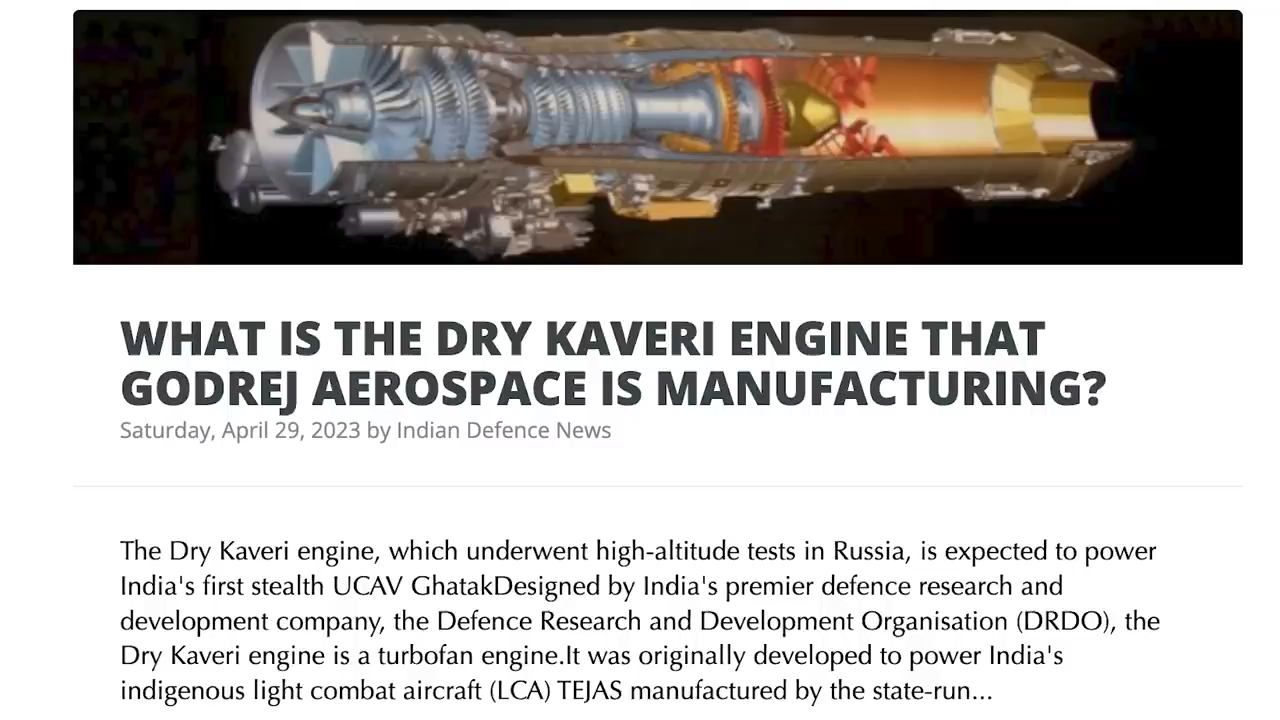 WHAT IS THE DRY KAVERI ENGINE THAT
GODREJ AEROSPACE IS MANUFACTURING?
Saturday, April 29, 2023 by Indian Defence News
The Dry Kaveri engine, which underwent high-altitude tests in Russia, is expected to power
India's first stealth UCAV GhatakDesigned by India's premier defence research and
development company, the Defence Research and Development Organisation (DRDO), the
Dry Kaveri engine is a turbofan engine.It was originally developed to power India's
indigenous light combat aircraft (LCA) TEJAS manufactured by the state-run...